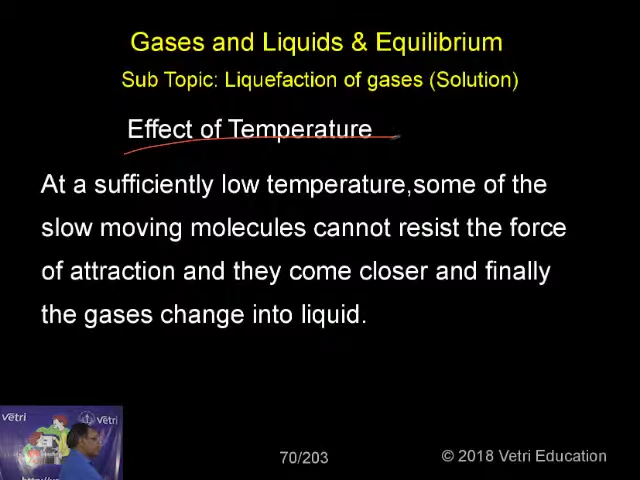 Gases and Liquids & Equilibrium
Sub Topic: Liquefaction of gases (Solution)
Effect of Temperature
At a sufficiently low temperature,some of the
slow moving molecules cannot resist the force
of attraction and they come closer and finally
the gases change into liquid.
vetri
vetri
70/203
© 2018 Vetri Education